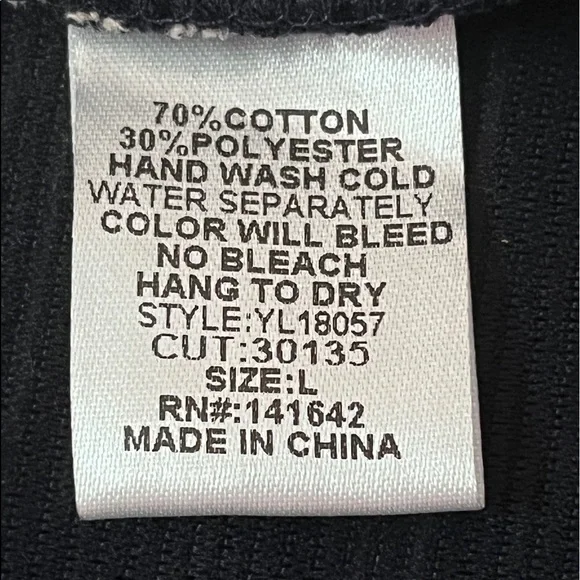 70%COTTON
30%POLYESTER
HAND WASH COLD
WATER SEPARATELY
COLOR WILL BLEED
NO BLEACH
HANG TO DRY
STYLE:YL18057
CUT:30135
SIZE:L
RN#:141642
MADE IN CHINA